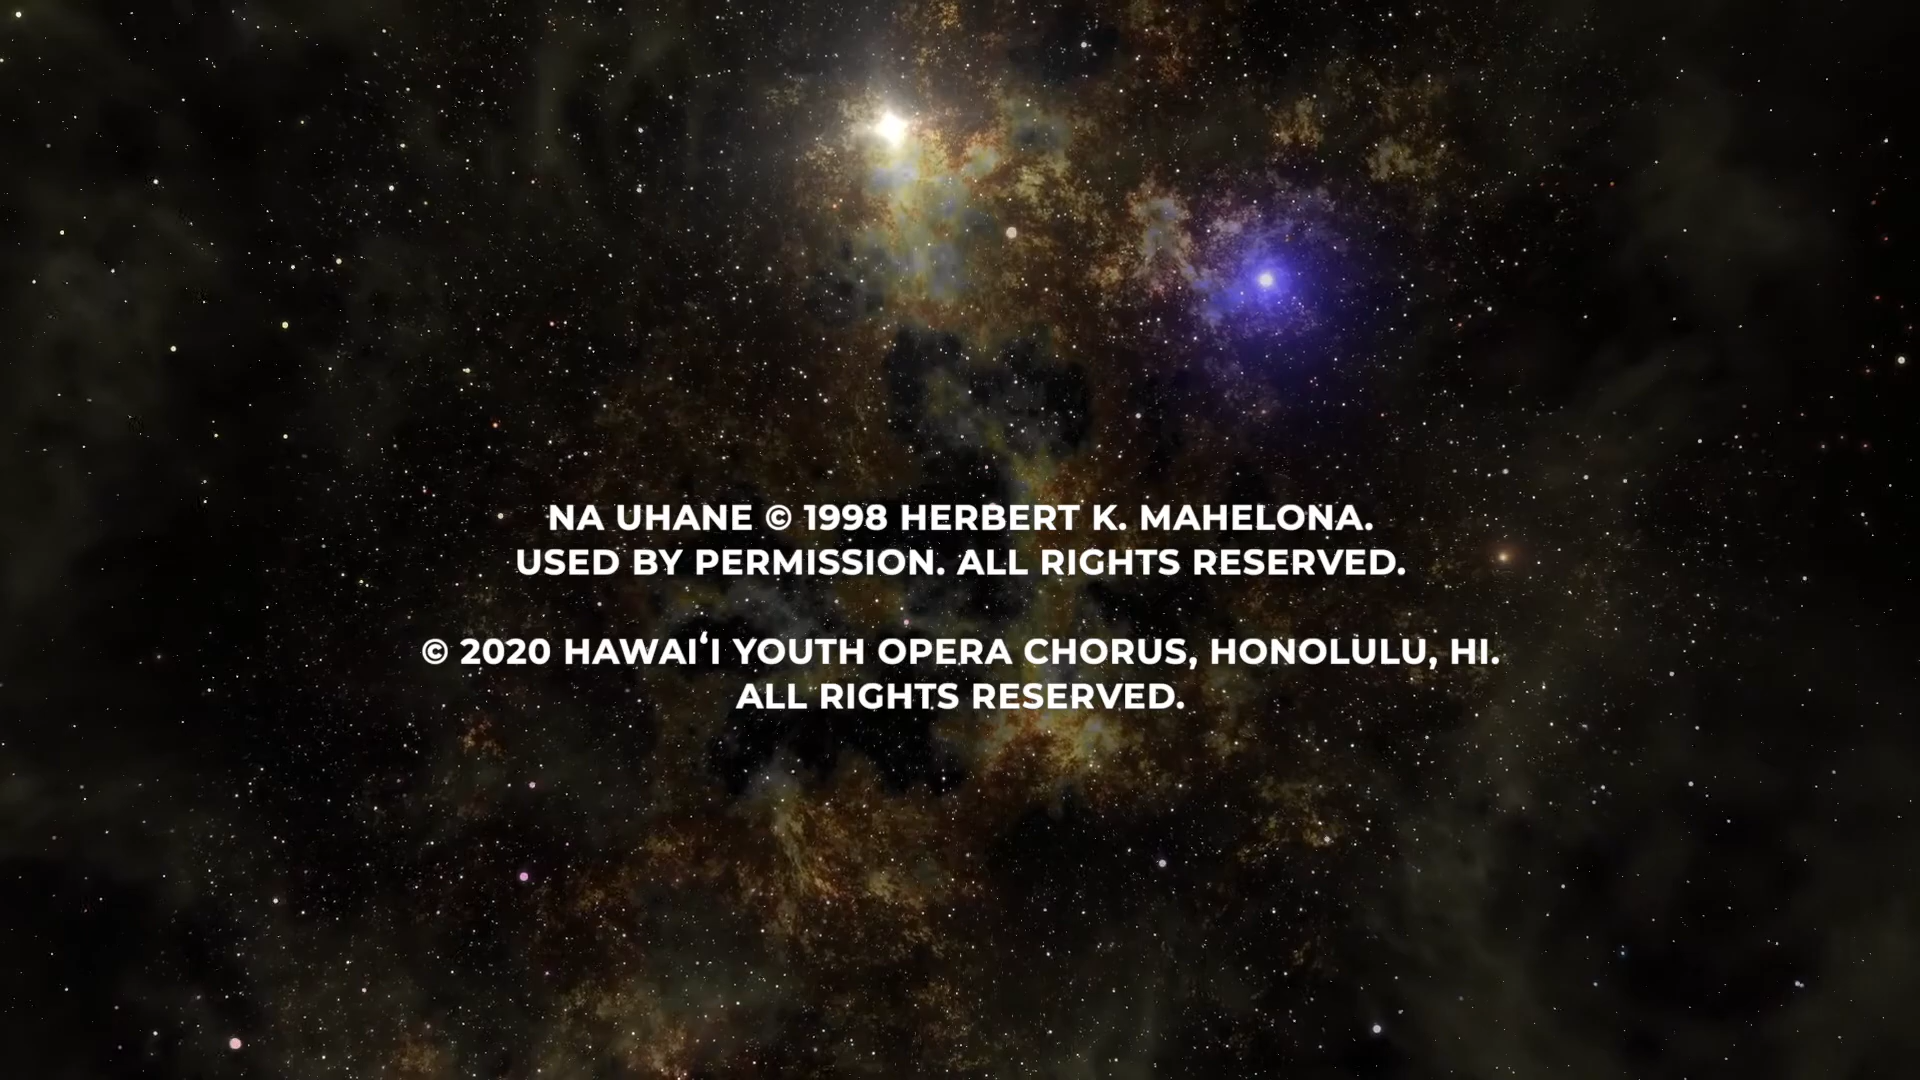 NA UHANE © 1998 HERBERT K. MAHELONA.
USED BY PERMISSION. ALL RIGHTS RESERVED.
© 2020 HAWAIʻI YOUTH OPERA CHORUS, HONOLULU, HI.
ALL RIGHTS RESERVED.